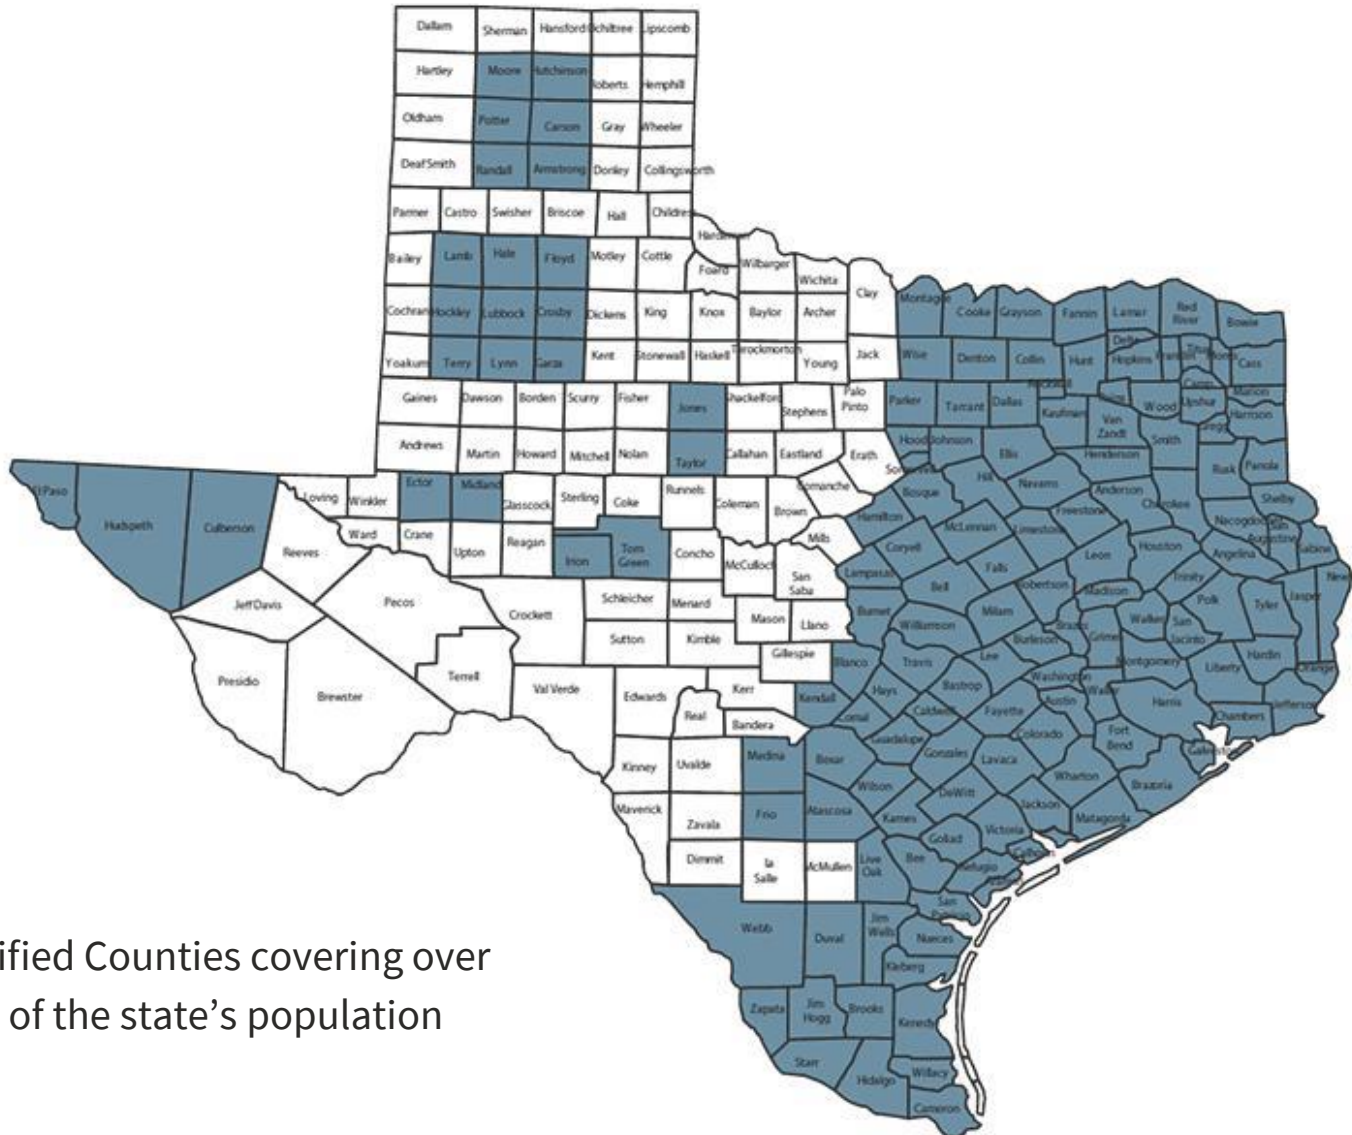 Dallam Sherman Hansford Ochiltree Lipscomb
Hartley Moore Hutchinson Roberts Hemphill
Oldham Potter Carson Gray Wheeler
Deaf Smith Randall Armstrong Donley Collingsworth
Parmer Castro Swisher Briscoe Hall Childress
Bailey Lamb Hale Floyd Motley Cottle Foard Wilbarger Wichita Clay
Cochran Hockley Lubbock Crosby Dickens King Knox Baylor Archer Montague Cooke Grayson Fannin Lamar Red River Bowie
Yoakum Terry Lynn Garza Kent Stonewall Haskell Throckmorton Young Jack Wise Denton Collin Hunt Delta Hopkins Cass
Gaines Dawson Borden Scurry Fisher Jones Shackelford Stephens Palo Pinto Parker Tarrant Dallas Kaufman Van Zandt Wood Upshur Marion Harrison
Andrews Martin Howard Mitchell Nolan Taylor Callahan Eastland Erath Hood Johnson Ellis Henderson Smith Gregg Rusk Panola
El Paso Hudspeth Culberson Loving Winkler Ector Midland Glasscock Sterling Coke Runnels Coleman Brown Comanche Bosque Hill Navarro Anderson Cherokee Shelby
Reeves Ward Crane Upton Reagan Irion Tom Green Concho McCulloch San Saba Mills Hamilton Coryell McLennan Limestone Freestone Leon Houston Nacogdoches Angelina Augustine Sabine
Jeff Davis Pecos Crockett Schleicher Menard Mason Llano Lampasas Burnet Bell Falls Milam Robertson Madison Walker Trinity Polk Tyler Jasper
Sutton Kimble Gillespie Blanco Williamson Travis Lee Burleson Brazos Grimes Montgomery San Jacinto Liberty Hardin Orange
Presidio Brewster Terrell Val Verde Edwards Real Kerr Bandera Kendall Comal Hays Caldwell Bastrop Fayette Washington Austin Waller Harris Chambers Jefferson
Kinney Uvalde Medina Bexar Guadalupe Gonzales Lavaca Colorado Fort Bend Galveston
Maverick Zavala Frio Atascosa Wilson Karnes DeWitt Jackson Wharton Matagorda Brazoria
Dimmit la Salle McMullen Live Oak Bee Goliad Victoria Refugio Calhoun
Webb Duval Jim Wells San Patricio Nueces Kleberg
Zapata Jim Hogg Brooks Kenedy
Starr Hidalgo Willacy Cameron
ified Counties covering over
of the state’s population